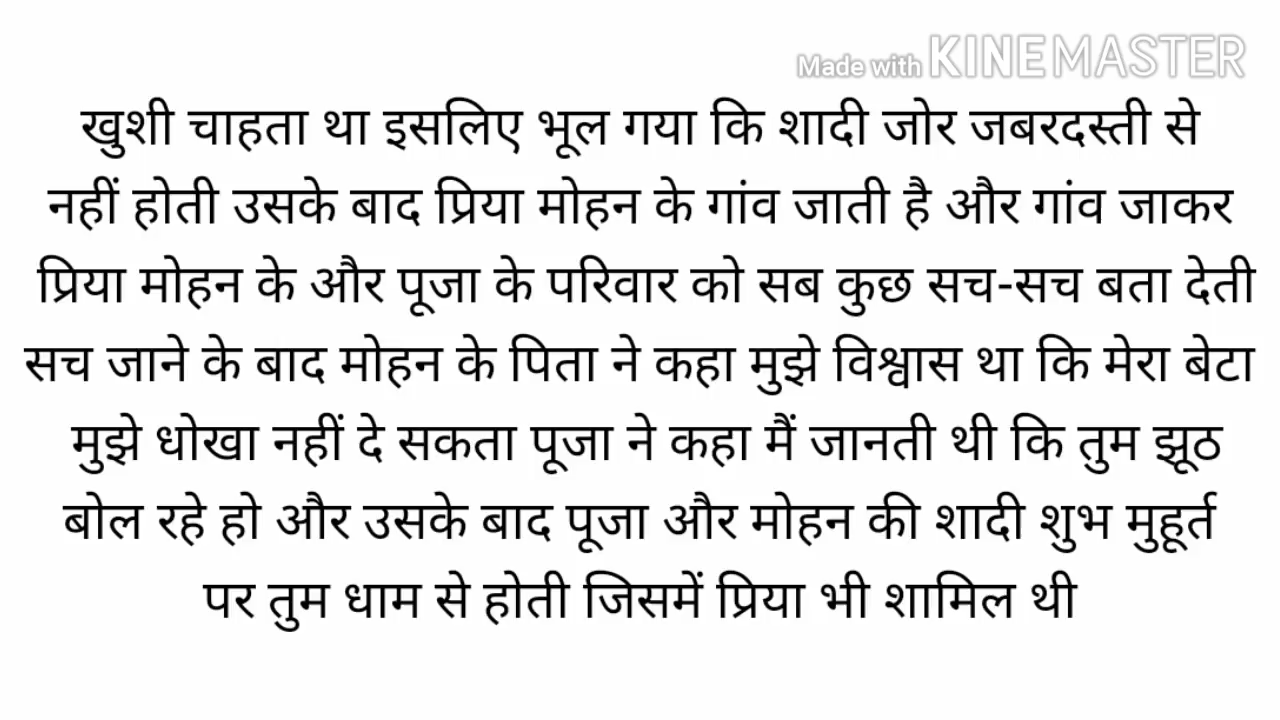 Made with KINEMASTER
खुशी चाहता था इसलिए भूल गया कि शादी जोर जबरदस्ती से
नहीं होती उसके बाद प्रिया मोहन के गांव जाती है और गांव जाकर
प्रिया मोहन के और पूजा के परिवार को सब कुछ सच-सच बता देती
सच जाने के बाद मोहन के पिता ने कहा मुझे विश्वास था कि मेरा बेटा
मुझे धोखा नहीं दे सकता पूजा ने कहा मैं जानती थी कि तुम झूठ
बोल रहे हो और उसके बाद पूजा और मोहन की शादी शुभ मुहूर्त
पर तुम धाम से होती जिसमें प्रिया भी शामिल थी